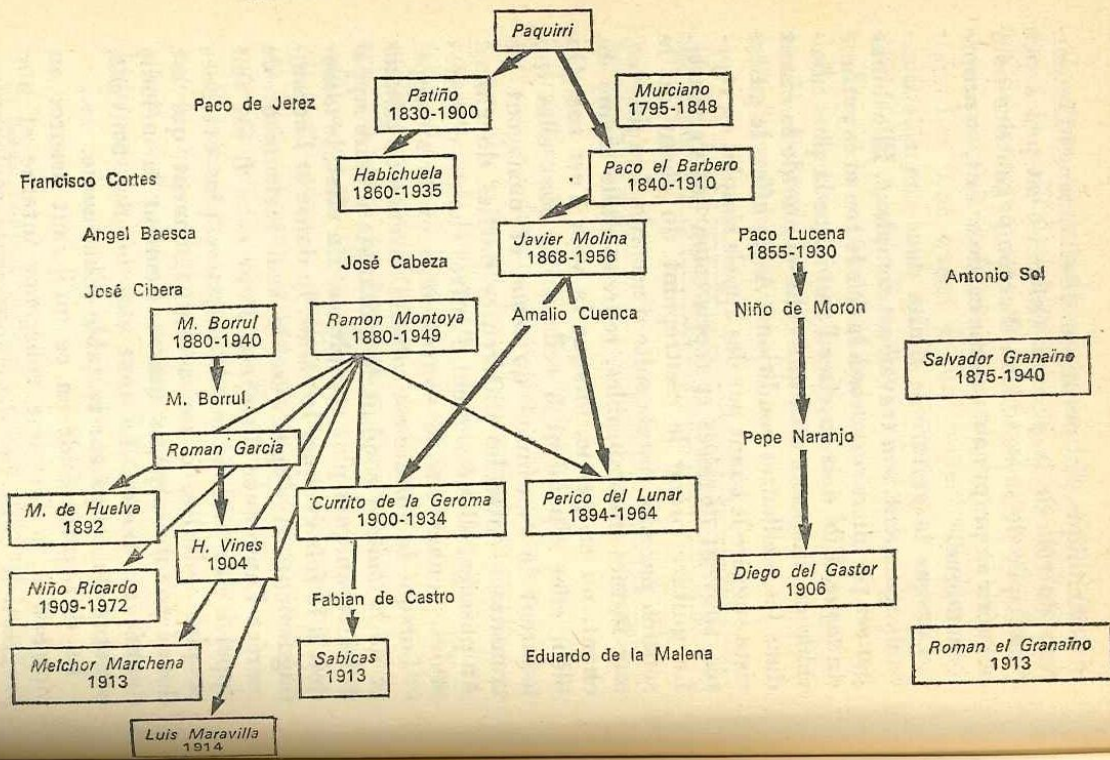 Paquirri
Paco de Jerez
Patiño
1830-1900
Murciano
1795-1848
Francisco Cortes
Habichuela
1860-1935
Paco el Barbero
1840-1910
Angel Baesca
José Cabeza
Javier Molina
1868-1956
Paco Lucena
1855-1930
Antonio Sol
José Cibera
M. Borrul
1880-1940
Ramon Montoya
1880-1949
Amalio Cuenca
Niño de Moron
Salvador Granaïno
1875-1940
M. Borrul
Roman Garcia
Pepe Naranjo
M. de Huelva
1892
H. Vines
1904
Currito de la Geroma
1900-1934
Perico del Lunar
1894-1964
Niño Ricardo
1909-1972
Fabian de Castro
Diego del Gastor
1906
Melchor Marchena
1913
Sabicas
1913
Eduardo de la Malena
Roman el Granaïno
1913
Luis Maravilla
1914